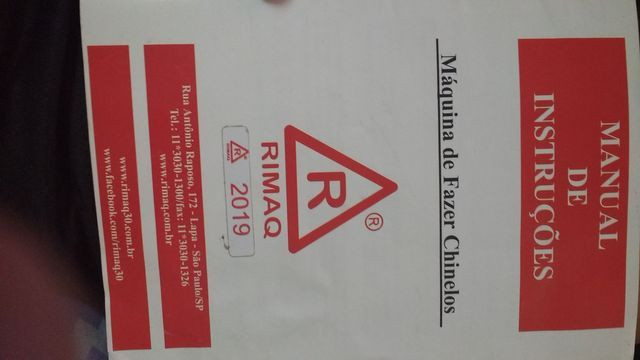 MANUAL
DE
INSTRUÇÕES
Máquina de Fazer Chinelos
R
®
RIMAQ
R 2019
Rua Antônio Raposo, 172 - Lapa - São Paulo/SP
Tel.: 11*3030-1300/fax: 11*3030-1326
www.rimaq.com.br
www.rimaq30.com.br
www.facebook.com/rimaq30